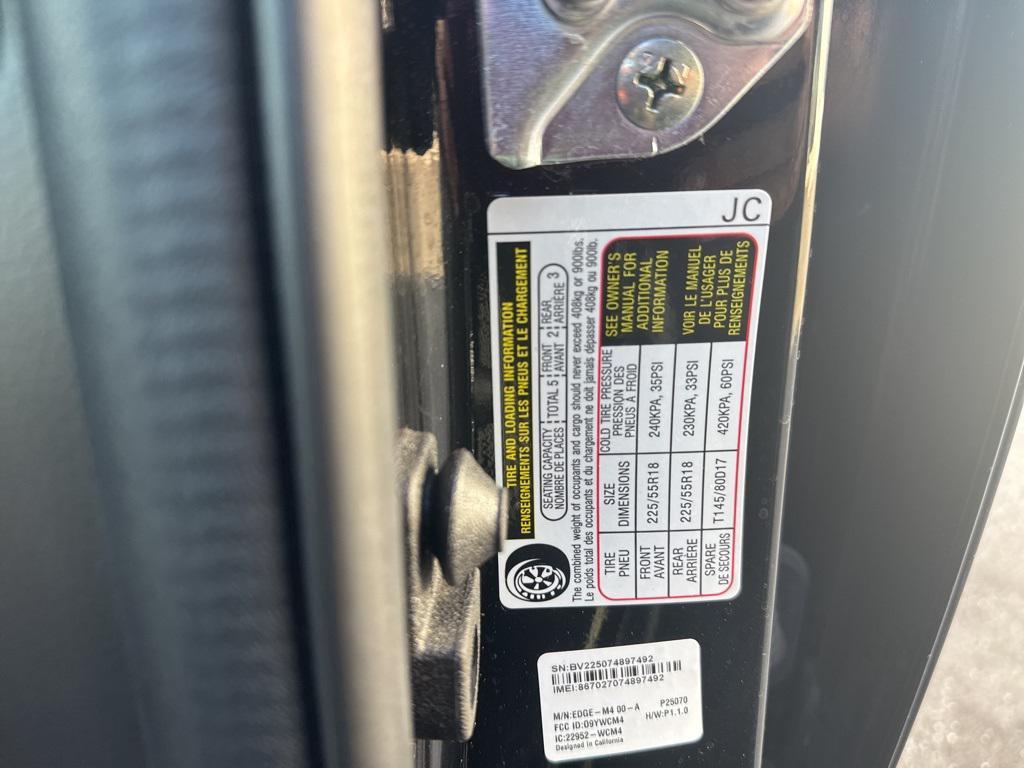 JC
TIRE AND LOADING INFORMATION
RENSEIGNEMENTS SUR LES PNEUS ET LE CHARGEMENT
SEATING CAPACITY TOTAL 5 FRONT 2 REAR 3
NOMBRE DE PLACES AVANT ARRIÈRE
The combined weight of occupants and cargo should never exceed 408kg or 900lbs.
Le poids total des occupants et du chargement ne doit jamais dépasser 408kg ou 900lb.
TIRE
PNEU
SIZE
DIMENSIONS
COLD TIRE PRESSURE
PRESSION DES
PNEUS À FROID
FRONT
AVANT
225/55R18
240KPA, 35PSI
REAR
ARRIÈRE
225/55R18
230KPA, 33PSI
SPARE
DE SECOURS
T145/80D17
420KPA, 60PSI
SEE OWNER'S
MANUAL FOR
ADDITIONAL
INFORMATION
VOIR LE MANUEL
DE L'USAGER
POUR PLUS DE
RENSEIGNEMENTS
SN:BV225074897492
IMEI:867027074897492
M/N:EDGE-M4 00-A P25070
FCC ID:O9YWCM4 H/W:P1.1.0
IC:22952-WCM4
Designed in California